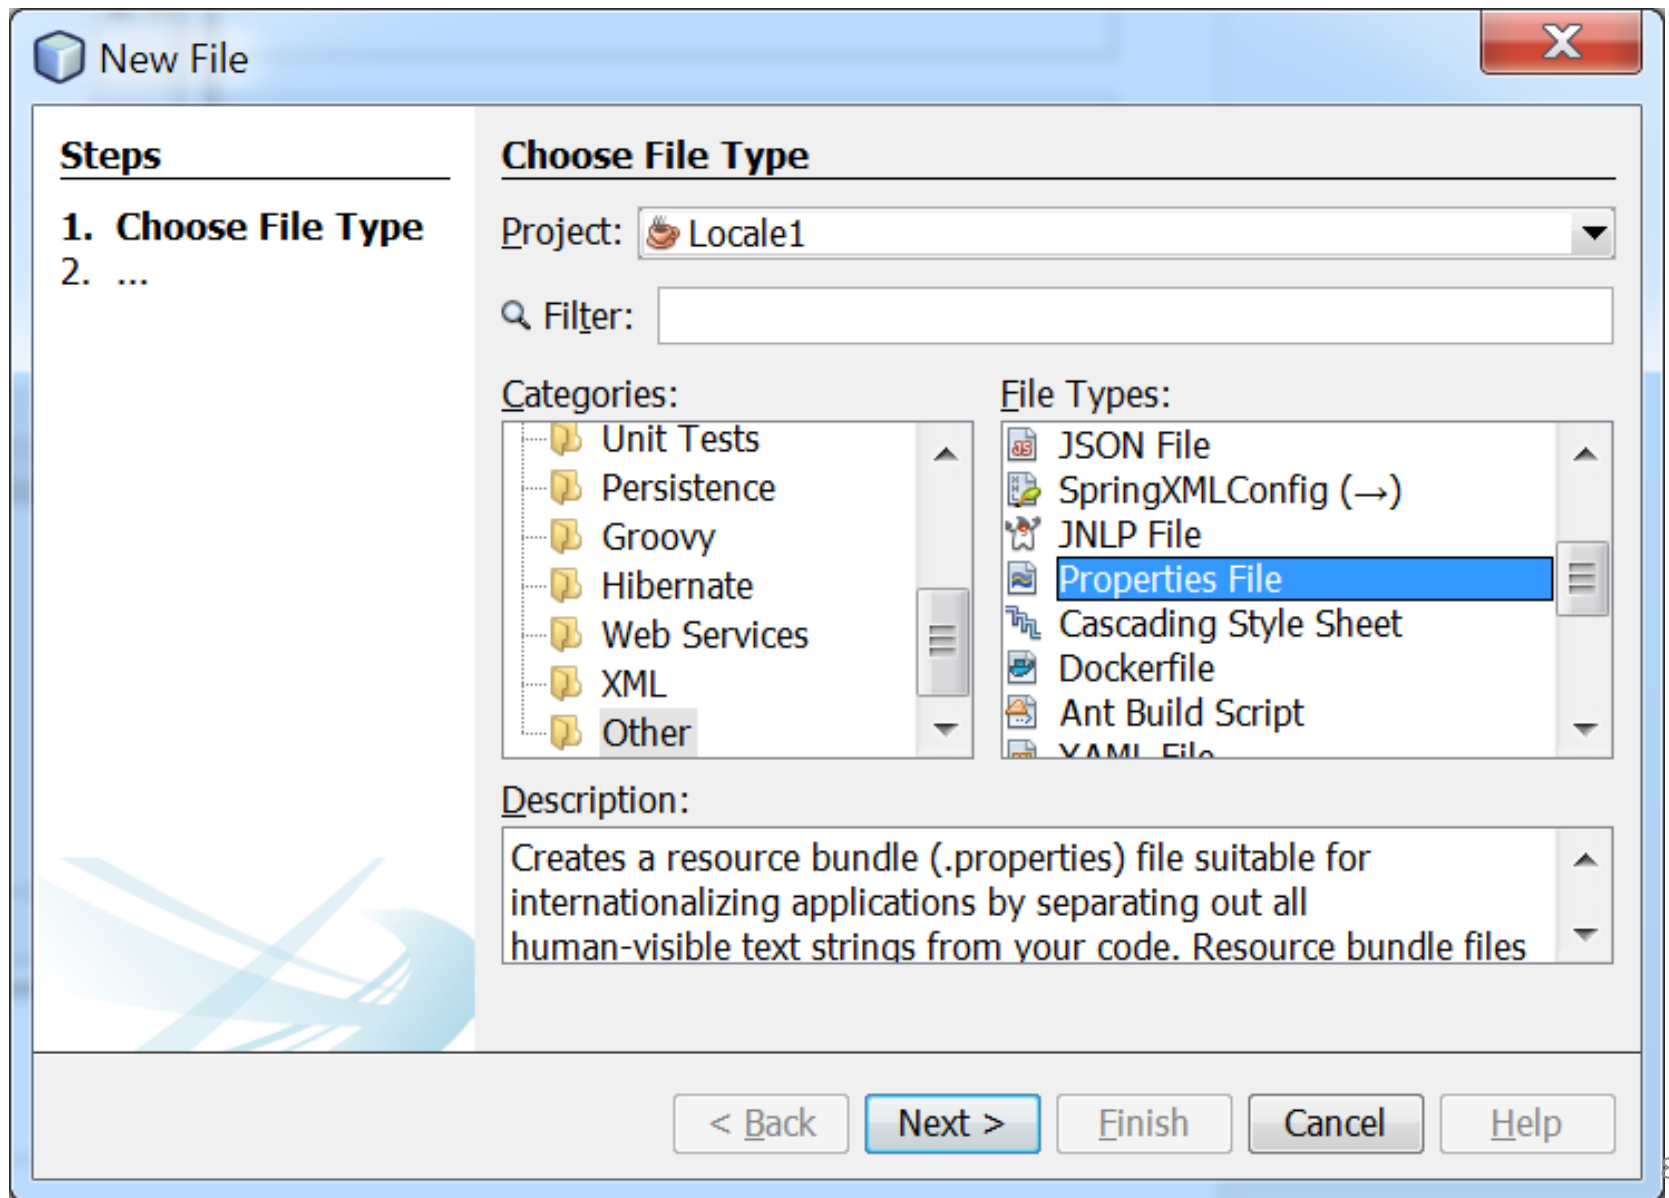 New File
Steps
1. Choose File Type
2. ...
Choose File Type
Project: Locale1
Filter:
Categories:
Unit Tests
Persistence
Groovy
Hibernate
Web Services
XML
Other
File Types:
JSON File
SpringXMLConfig (→)
JNLP File
Properties File
Cascading Style Sheet
Dockerfile
Ant Build Script
YAML File
Description:
Creates a resource bundle (.properties) file suitable for
internationalizing applications by separating out all
human-visible text strings from your code. Resource bundle files
< Back
Next >
Finish
Cancel
Help